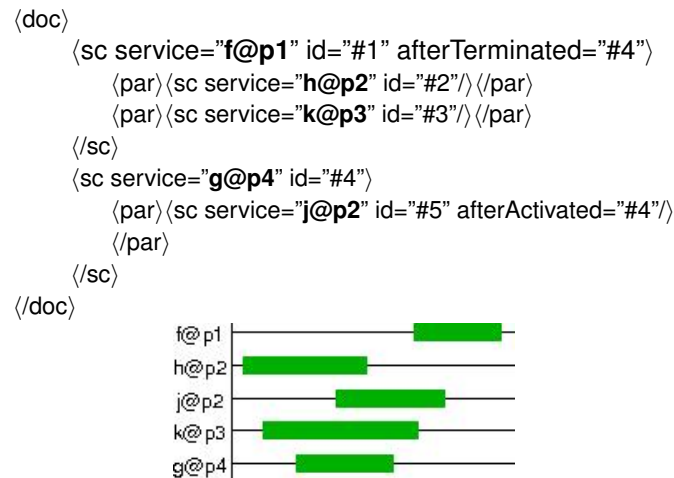 ⟨doc⟩
⟨sc service="f@p1" id="#1" afterTerminated="#4"⟩
⟨par⟩⟨sc service="h@p2" id="#2"/⟩⟨/par⟩
⟨par⟩⟨sc service="k@p3" id="#3"/⟩⟨/par⟩
⟨/sc⟩
⟨sc service="g@p4" id="#4"⟩
⟨par⟩⟨sc service="j@p2" id="#5" afterActivated="#4"/⟩
⟨/par⟩
⟨/sc⟩
⟨/doc⟩
f@p1
h@p2
j@p2
k@p3
g@p4